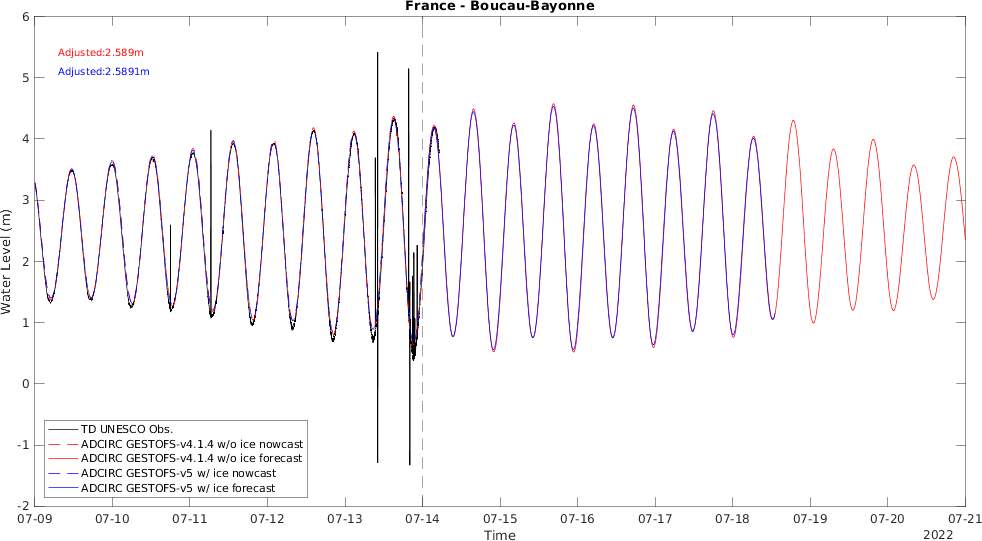 France - Boucau-Bayonne
Adjusted:2.589m
Adjusted:2.5891m
Water Level (m)
6
5
4
3
2
1
0
-1
-2
TD UNESCO Obs.
ADCIRC GESTOFS-v4.1.4 w/o ice nowcast
ADCIRC GESTOFS-v4.1.4 w/o ice forecast
ADCIRC GESTOFS-v5 w/ ice nowcast
ADCIRC GESTOFS-v5 w/ ice forecast
07-09 07-10 07-11 07-12 07-13 07-14 07-15 07-16 07-17 07-18 07-19 07-20 07-21
Time
2022